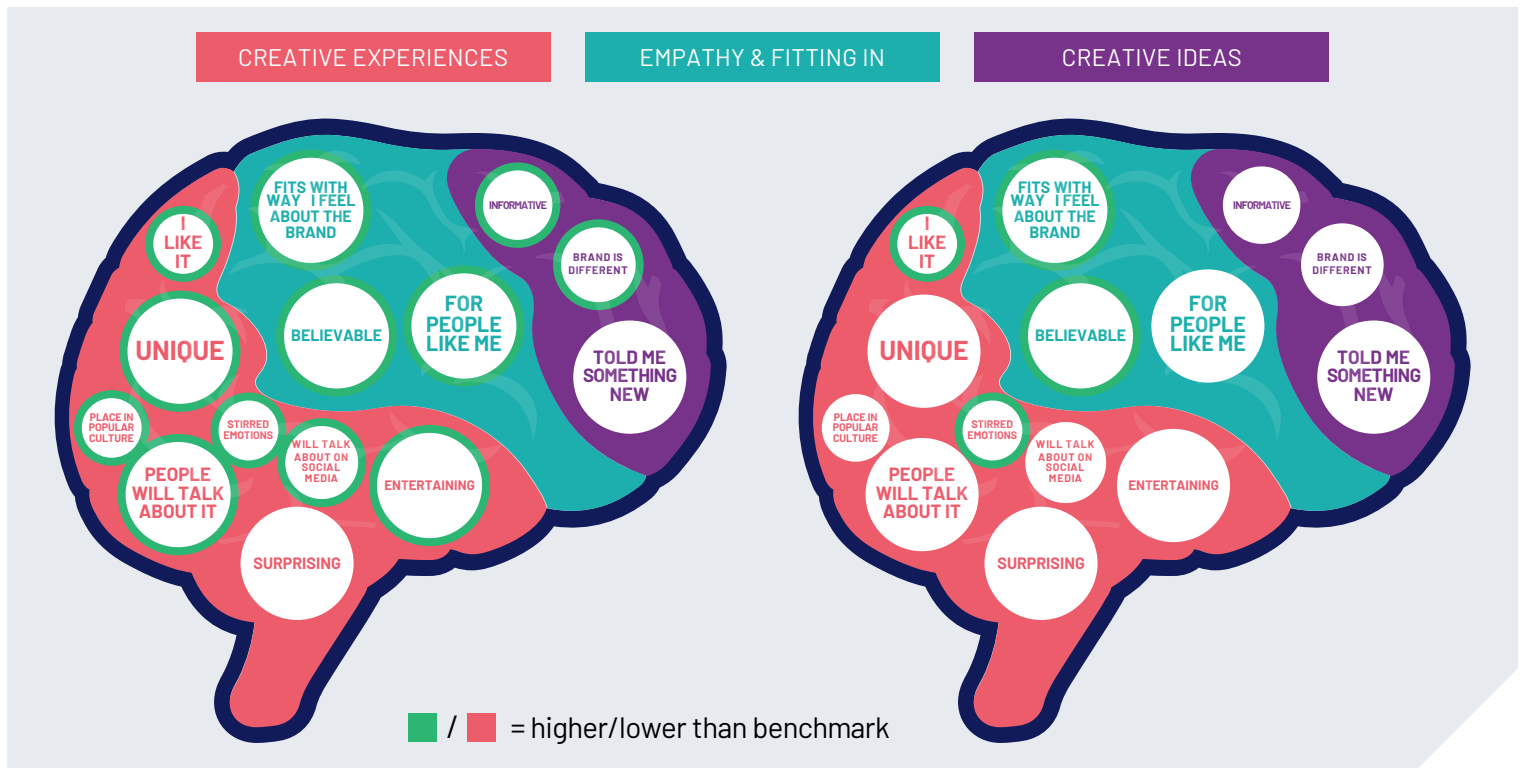 CREATIVE EXPERIENCES
EMPATHY & FITTING IN
CREATIVE IDEAS
FITS WITH
WAY I FEEL
ABOUT THE
BRAND
I
LIKE
IT
INFORMATIVE
BRAND IS
DIFFERENT
UNIQUE
BELIEVABLE
FOR
PEOPLE
LIKE ME
TOLD ME
SOMETHING
NEW
PLACE IN
POPULAR
CULTURE
STIRRED
EMOTIONS
WILL TALK
ABOUT ON
SOCIAL
MEDIA
PEOPLE
WILL TALK
ABOUT IT
ENTERTAINING
SURPRISING
FITS WITH
WAY I FEEL
ABOUT THE
BRAND
I
LIKE
IT
INFORMATIVE
BRAND IS
DIFFERENT
UNIQUE
BELIEVABLE
FOR
PEOPLE
LIKE ME
TOLD ME
SOMETHING
NEW
PLACE IN
POPULAR
CULTURE
STIRRED
EMOTIONS
WILL TALK
ABOUT ON
SOCIAL
MEDIA
PEOPLE
WILL TALK
ABOUT IT
ENTERTAINING
SURPRISING
/ = higher/lower than benchmark